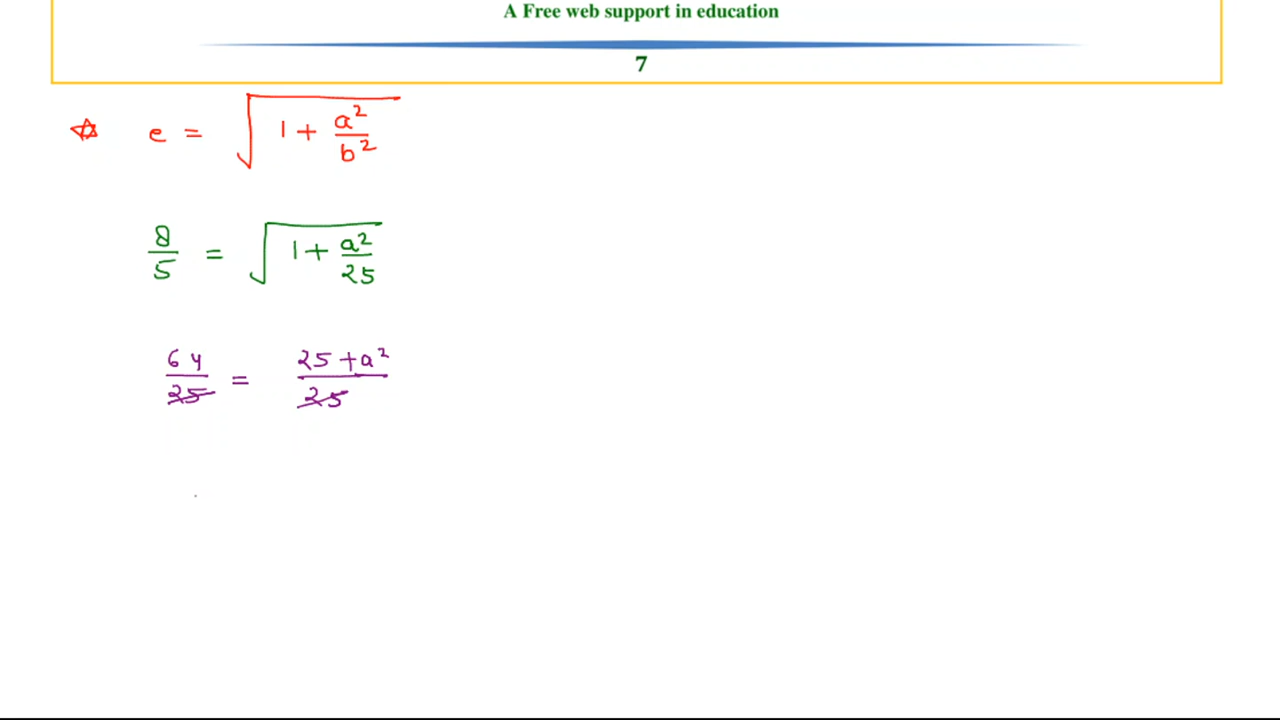 A Free web support in education
7
☆ e = √(1 + a²/b²)
8/5 = √(1 + a²/25)
64/25 = (25 + a²)/25